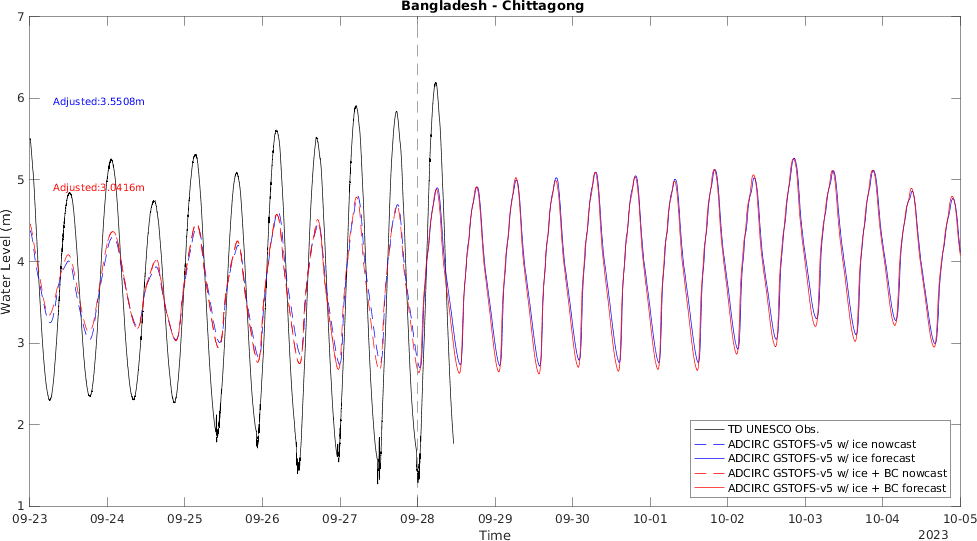 Bangladesh - Chittagong
7
6
5
4
3
2
1
Water Level (m)
Adjusted:3.5508m
Adjusted:3.0416m
TD UNESCO Obs.
ADCIRC GSTOFS-v5 w/ ice nowcast
ADCIRC GSTOFS-v5 w/ ice forecast
ADCIRC GSTOFS-v5 w/ ice + BC nowcast
ADCIRC GSTOFS-v5 w/ ice + BC forecast
09-23 09-24 09-25 09-26 09-27 09-28 09-29 09-30 10-01 10-02 10-03 10-04 10-05
Time
2023